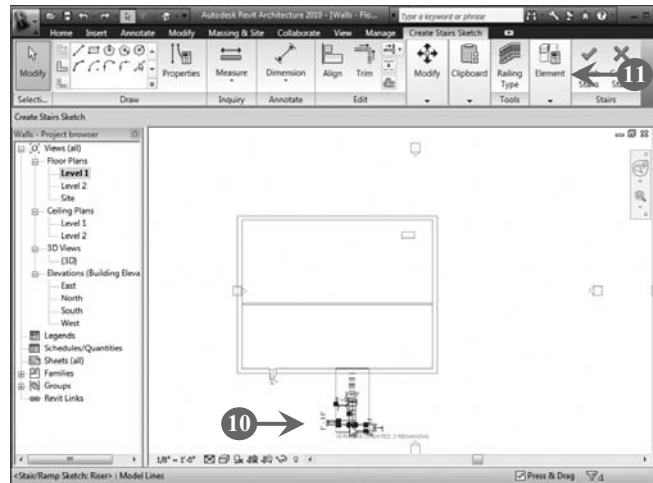 Autodesk Revit Architecture 2010 - [Walls - Flo...
Type a keyword or phrase
Home Insert Annotate Modify Massing & Site Collaborate View Manage Create Stairs Sketch
Modify
Properties
Measure
Dimension
Align
Trim
Modify
Clipboard
Railing Type
Element
11
Stairs
Selecti...
Draw
Inquiry
Annotate
Edit
Tools
Stairs
Create Stairs Sketch
Walls - Project browser
Views (all)
Floor Plans
Level 1
Level 2
Site
Ceiling Plans
Level 1
Level 2
3D Views
{3D}
Elevations (Building Eleva
East
North
South
West
Legends
Schedules/Quantities
Sheets (all)
Families
Groups
Revit Links
10
1/8" = 1'-0"
<Stair/Ramp Sketch: Riser> : Model Lines
Press & Drag